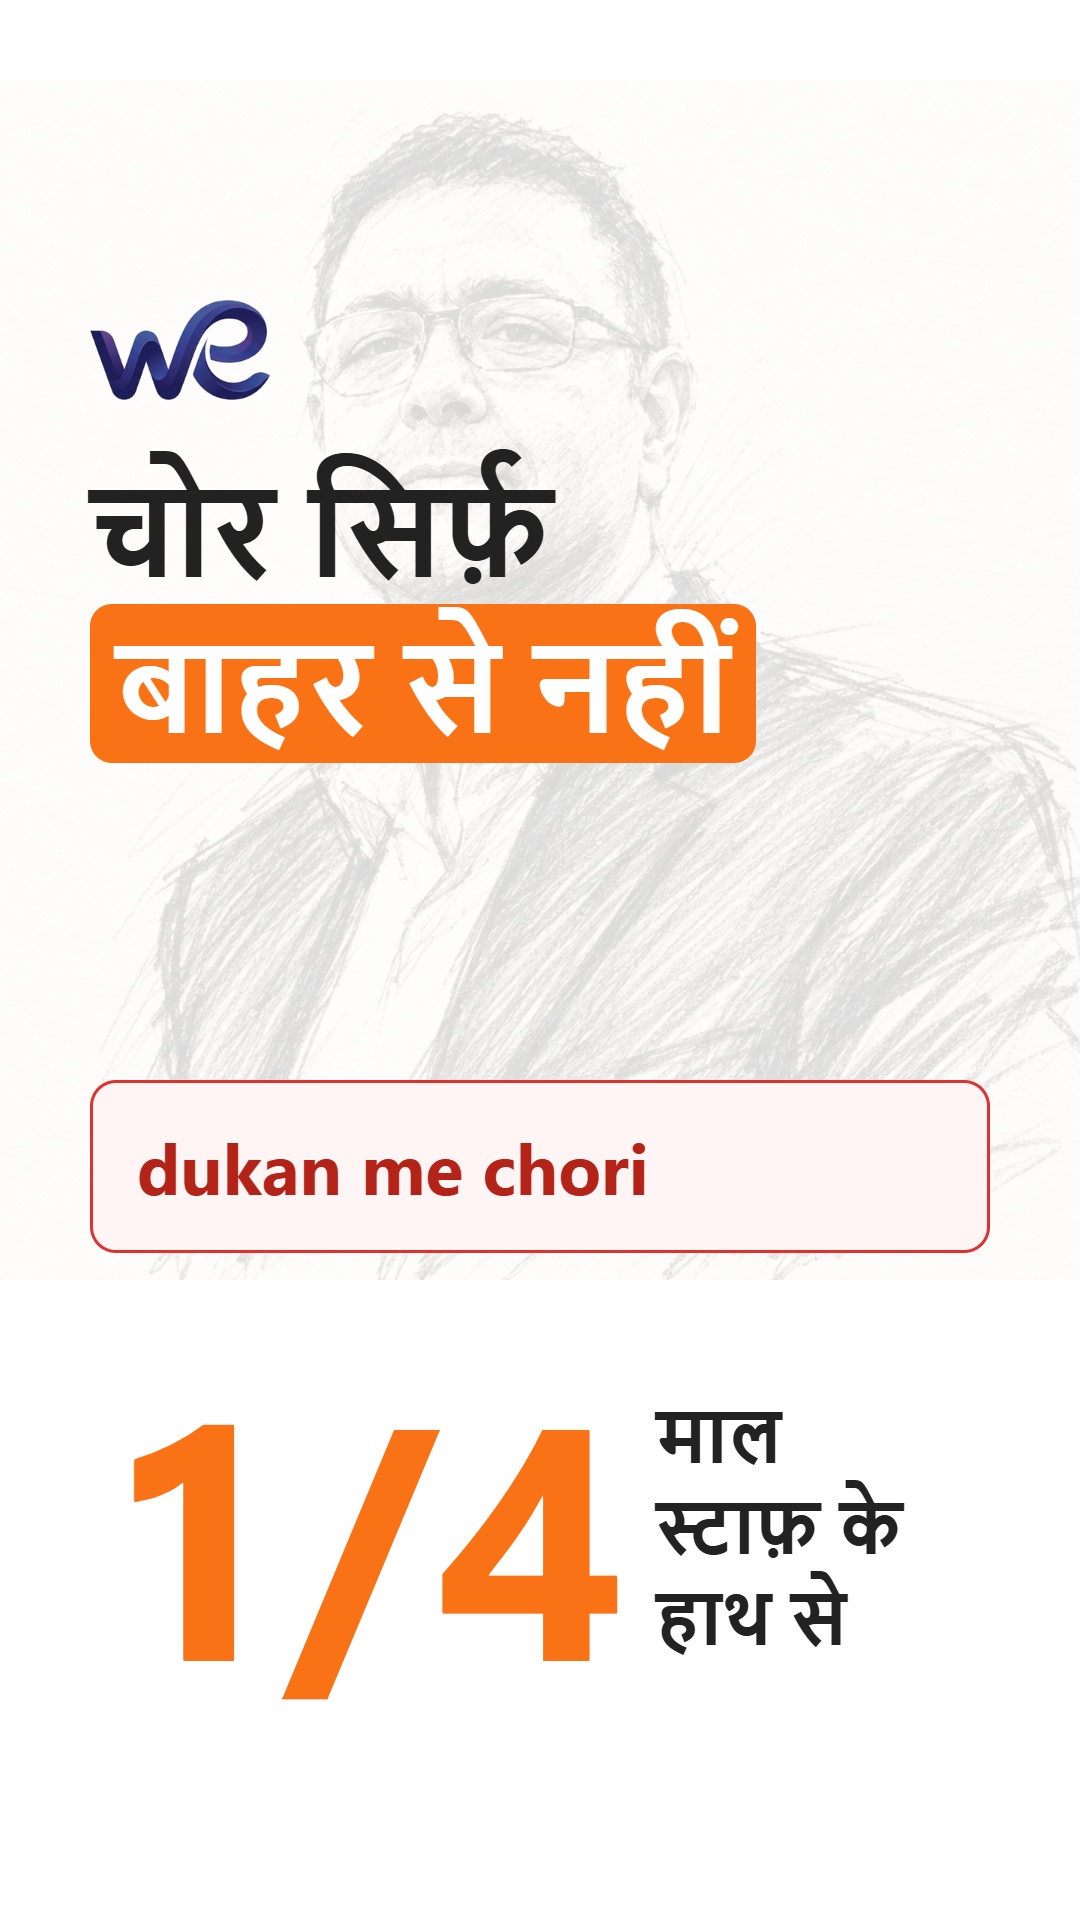 we
चोर सिर्फ़
बाहर से नहीं
dukan me chori
1/4
माल
स्टाफ़ के
हाथ से